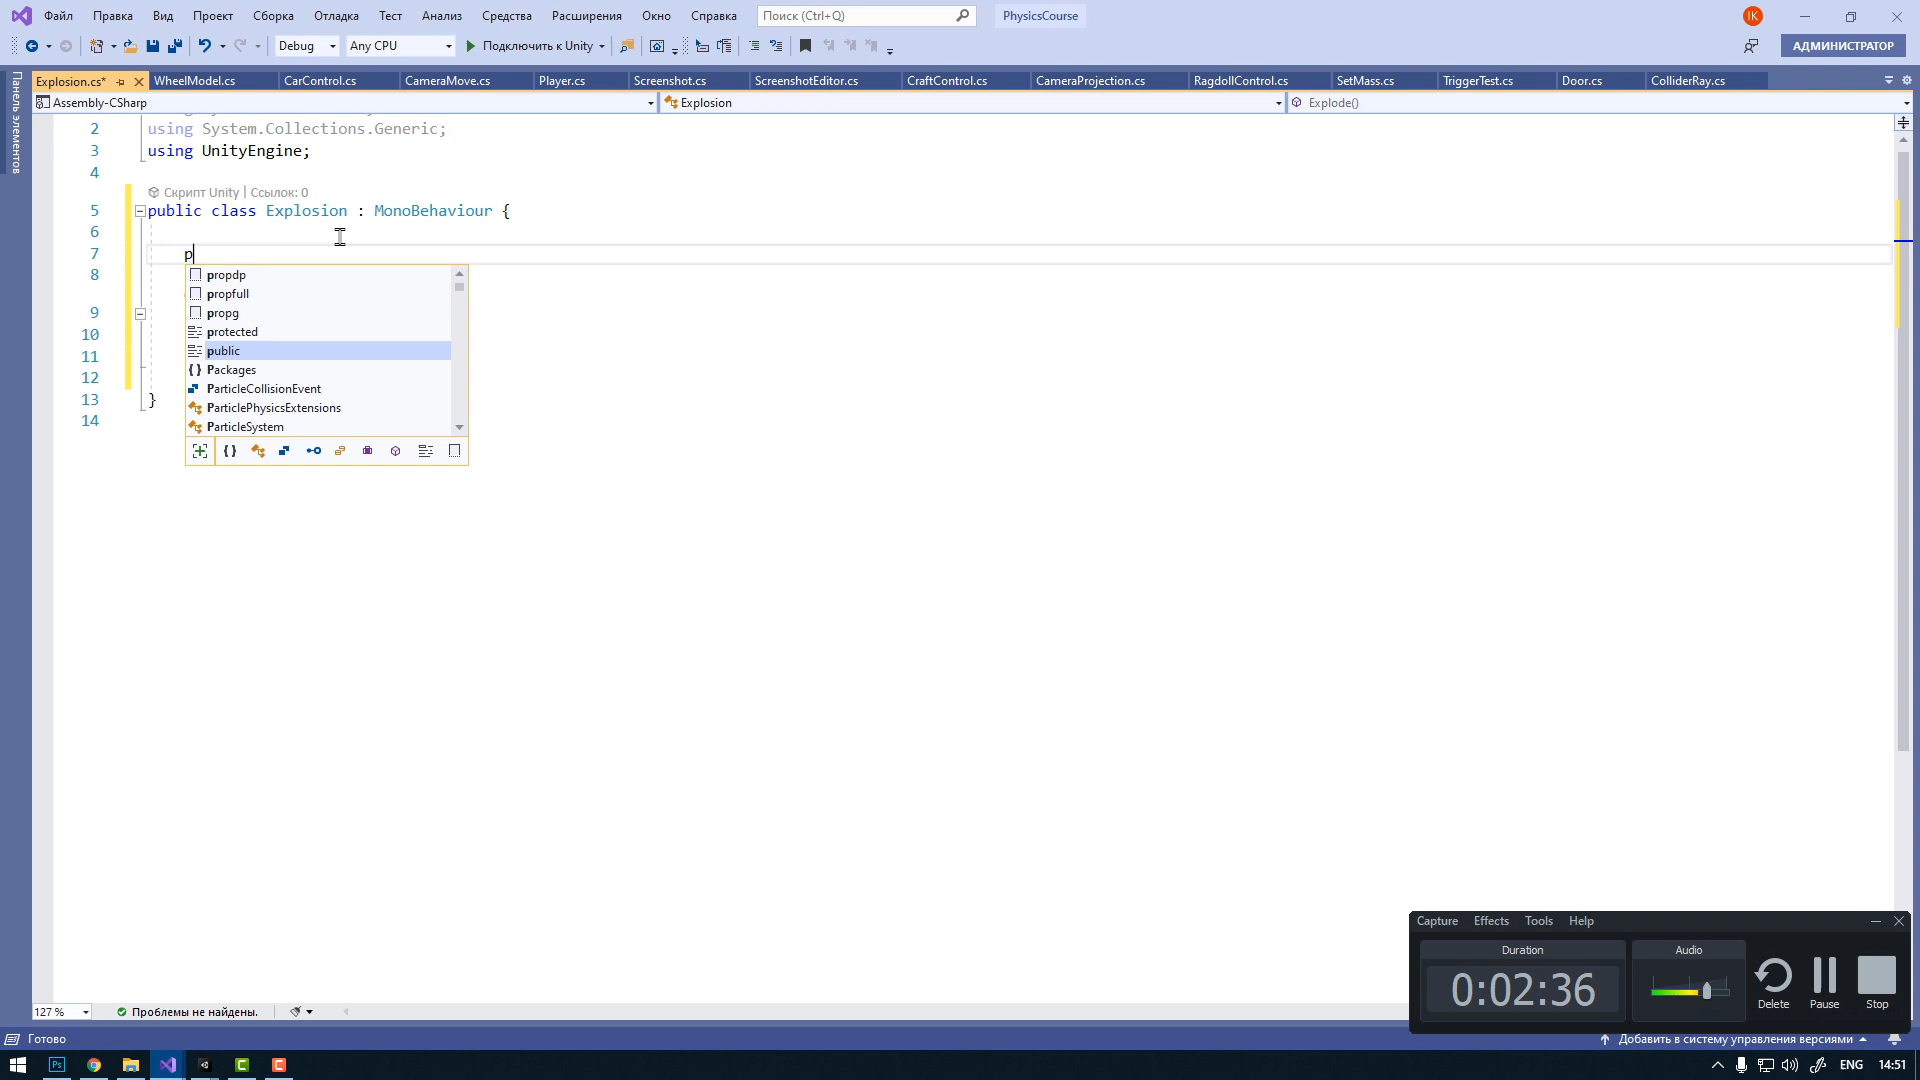 Файл Правка Вид Проект Сборка Отладка Тест Анализ Средства Расширения Окно Справка Поиск (Ctrl+Q) PhysicsCourse IK
Debug Any CPU Подключить к Unity АДМИНИСТРАТОР
Панель элементов
Explosion.cs* WheelModel.cs CarControl.cs CameraMove.cs Player.cs Screenshot.cs ScreenshotEditor.cs CraftControl.cs CameraProjection.cs RagdollControl.cs SetMass.cs TriggerTest.cs Door.cs ColliderRay.cs
Assembly-CSharp Explosion Explode()
2 using System.Collections.Generic;
3 using UnityEngine;
4
Скрипт Unity | Ссылок: 0
5 public class Explosion : MonoBehaviour {
6
7 p
8
9
10
11
12
13 }
14
propdp
propfull
propg
protected
public
Packages
ParticleCollisionEvent
ParticlePhysicsExtensions
ParticleSystem
Capture Effects Tools Help
Duration Audio
0:02:36
Delete Pause Stop
127 % Проблемы не найдены.
Готово Добавить в систему управления версиями
Ps ENG 14:51